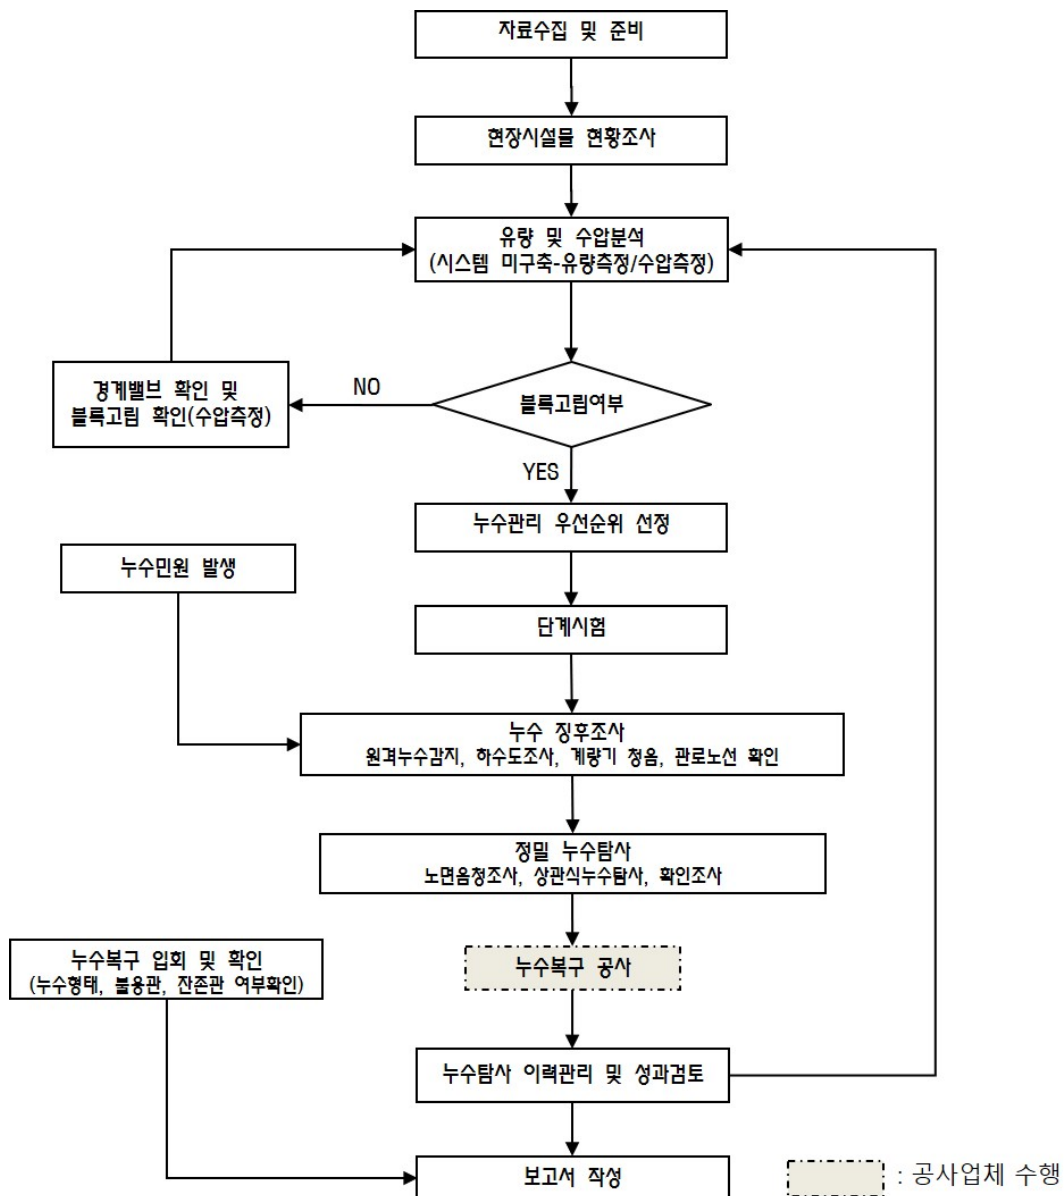 자료수집 및 준비
현장시설물 현황조사
유량 및 수압분석
(시스템 미구축-유량측정/수압측정)
경계밸브 확인 및
블록고립 확인(수압측정)
NO
블록고립여부
YES
누수관리 우선순위 선정
누수민원 발생
단계시험
누수 징후조사
원격누수감지, 하수도조사, 계량기 청음, 관로노선 확인
정밀 누수탐사
노면음청조사, 상관식누수탐사, 확인조사
누수복구 입회 및 확인
(누수형태, 불용관, 잔존관 여부확인)
누수복구 공사
누수탐사 이력관리 및 성과검토
보고서 작성
: 공사업체 수행